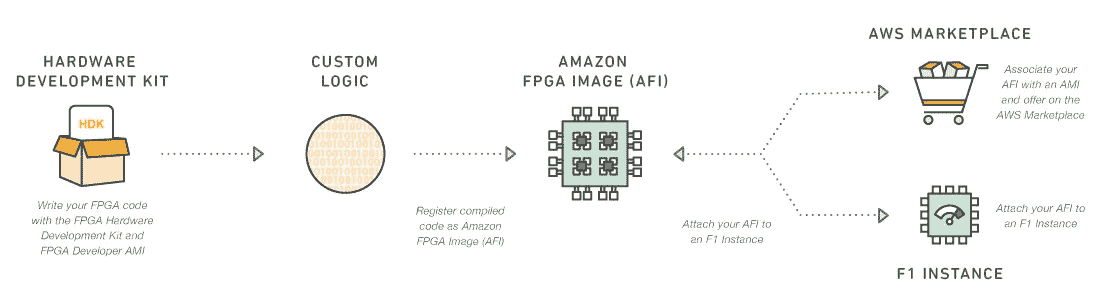 HARDWARE
DEVELOPMENT KIT
HDK
Write your FPGA code
with the FPGA Hardware
Development Kit and
FPGA Developer AMI
CUSTOM
LOGIC
Register compiled
code as Amazon
FPGA Image (AFI)
AMAZON
FPGA IMAGE (AFI)
Attach your AFI to
an F1 Instance
AWS MARKETPLACE
Associate your
AFI with an AMI
and offer on the
AWS Marketplace
Attach your AFI to
an F1 Instance
F1 INSTANCE